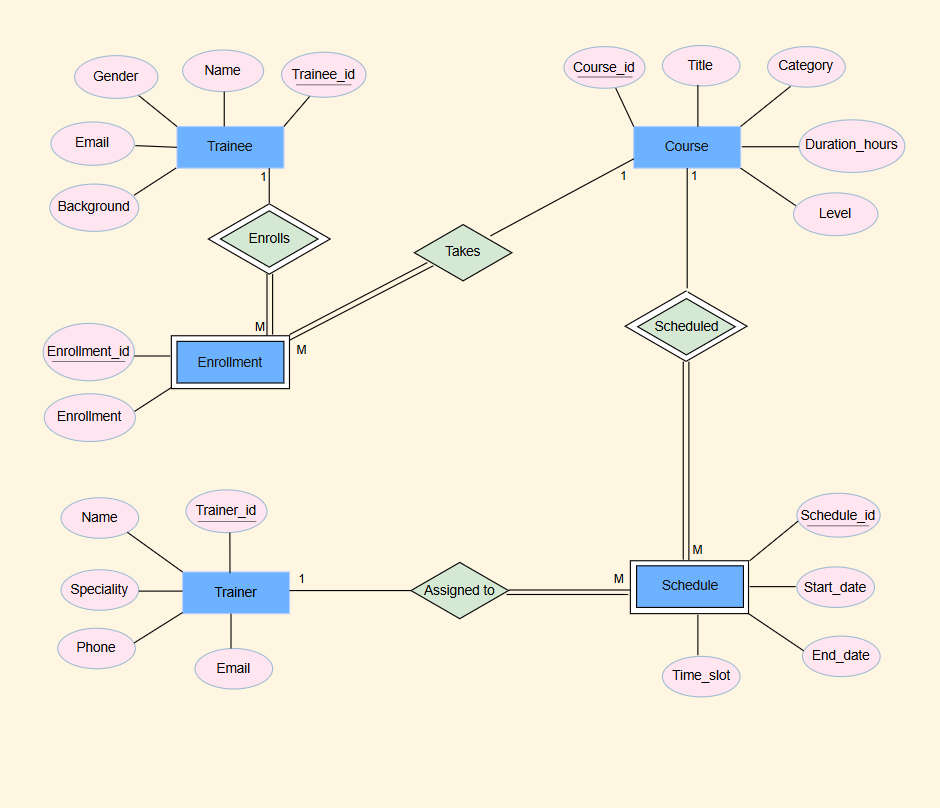 Gender
Name
Trainee_id
Email
Trainee
Background
1
Enrolls
M
Course_id
Title
Category
Course
Duration_hours
Level
1
1
Takes
Scheduled
Enrollment_id
Enrollment
M
Enrollment
Name
Trainer_id
Speciality
Trainer
1
Assigned to
M
M
Schedule
Schedule_id
Start_date
End_date
Time_slot
Phone
Email